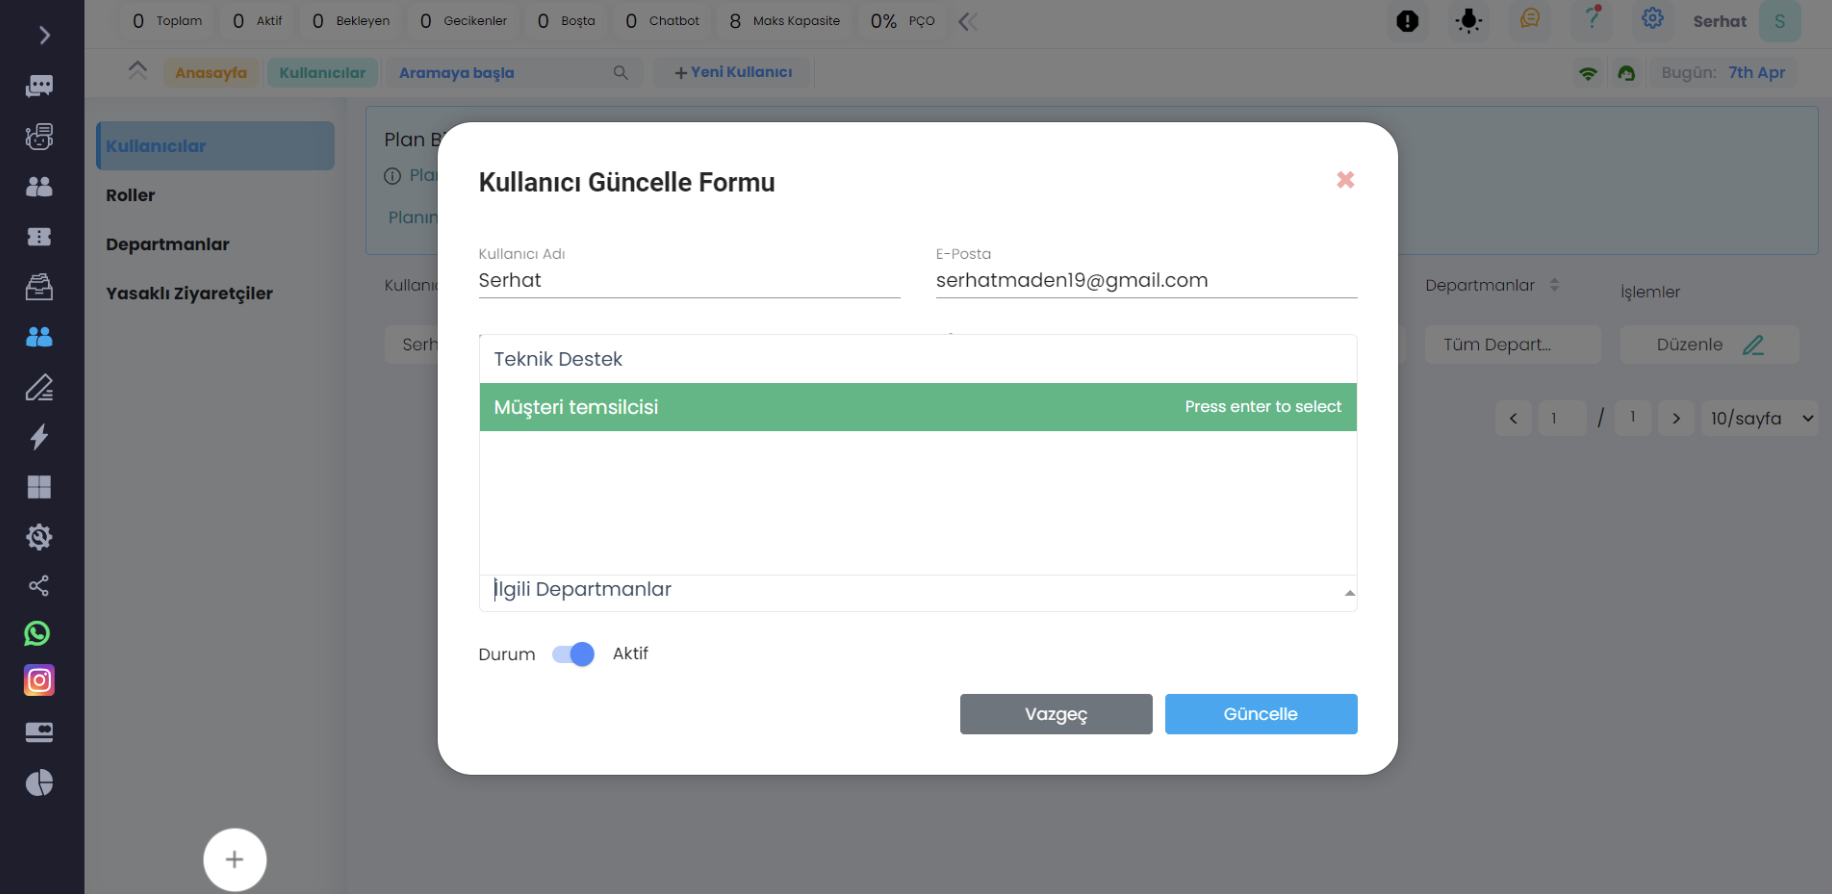 0 Toplam 0 Aktif 0 Bekleyen 0 Gecikenler 0 Boşta 0 Chatbot 8 Maks Kapasite 0% PÇO
Serhat S
Anasayfa Kullanıcılar Aramaya başla +Yeni Kullanıcı Bugün: 7th Apr
Kullanıcılar
Roller
Departmanlar
Yasaklı Ziyaretçiler
Plan B
Plan
Planın
Kullanı
Departmanlar
İşlemler
Serh
Tüm Depart...
Düzenle
1 / 1 10/sayfa
Kullanıcı Güncelle Formu
Kullanıcı Adı
Serhat
E-Posta
serhatmaden19@gmail.com
Teknik Destek
Müşteri temsilcisi Press enter to select
İlgili Departmanlar
Durum Aktif
Vazgeç Güncelle